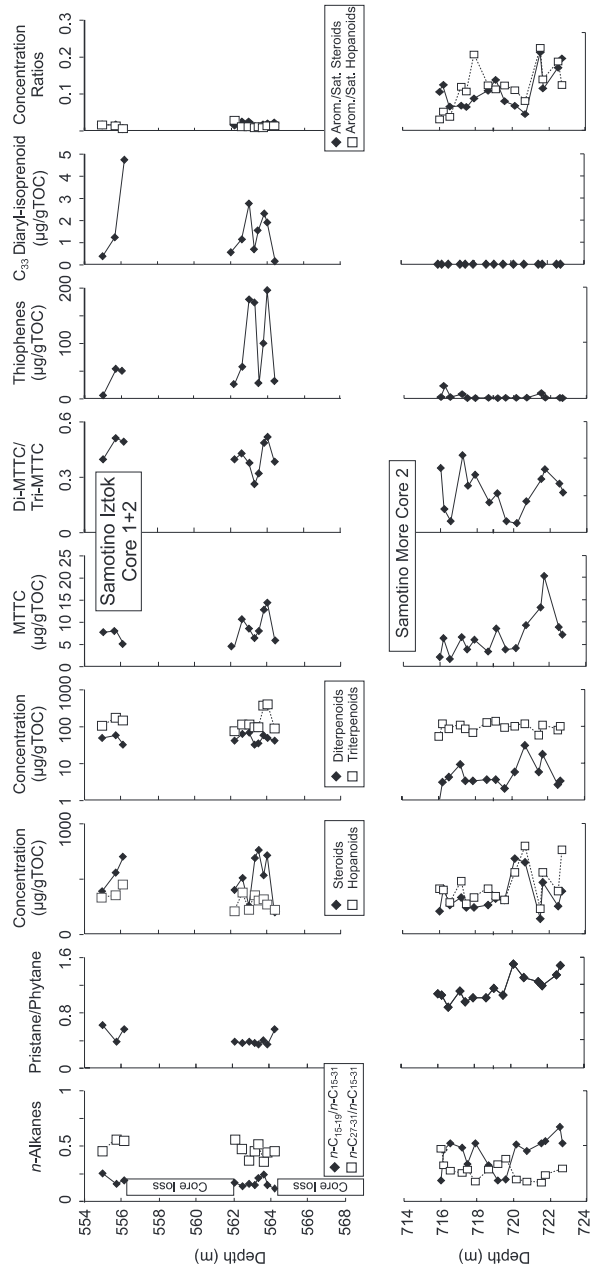 n-Alkanes
0 0.5 1
Pristane/Phytane
0 0.8 1.6
Concentration
(µg/gTOC)
0 1000
Concentration
(µg/gTOC)
1 10 100 1000
MTTC
(µg/gTOC)
0 5 10 15 20 25
Di-MTTC/
Tri-MTTC
0 0.3 0.6
Thiophenes
(µg/gTOC)
0 100 200
C₃₃ Diaryl-isoprenoid
(µg/gTOC)
0 1 2 3 4 5
Concentration
Ratios
0 0.1 0.2 0.3
Depth (m)
554
556
558
560
562
564
566
568
Core loss
Core loss
Samotino Iztok
Core 1+2
n-C₁₅₋₁₉/n-C₁₅₋₃₁
n-C₂₇₋₃₁/n-C₁₅₋₃₁
Steroids
Hopanoids
Diterpenoids
Triterpenoids
Arom./Sat. Steroids
Arom./Sat. Hopanoids
Samotino More Core 2
Depth (m)
714
716
718
720
722
724